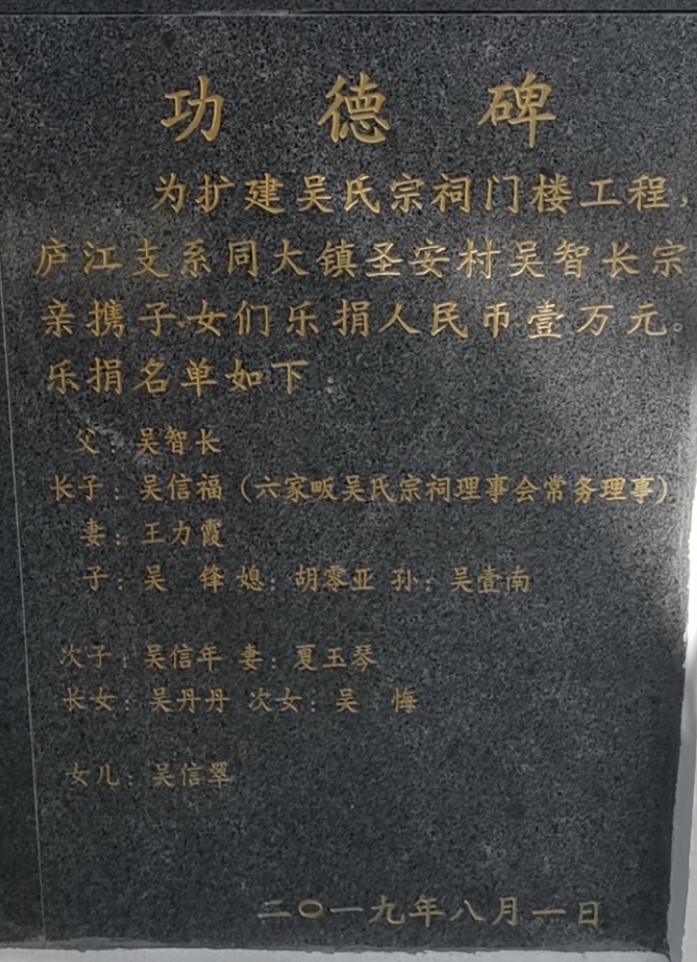 功 德 碑
为扩建吴氏宗祠门楼工程，
庐江支系同大镇圣安村吴智长宗
亲携子女们乐捐人民币壹万元。
乐捐名单如下：
父：吴智长
长子：吴信福（六家畈吴氏宗祠理事会常务理事）
妻：王力霞
子：吴　锋 媳：胡零亚 孙：吴壹南
次子：吴信年 妻：夏玉琴
长女：吴丹丹 次女：吴　悔
女儿：吴信翠
二〇一九年八月一日